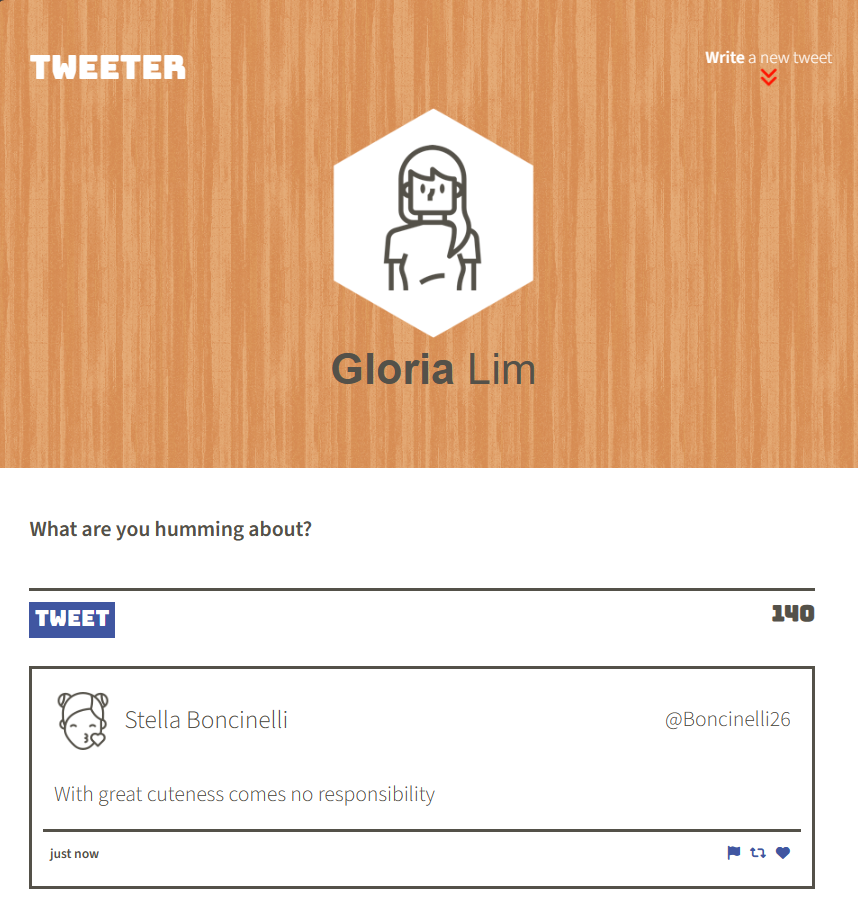 TWEETER
Write a new tweet
Gloria Lim
What are you humming about?
TWEET
140
Stella Boncinelli
@Boncinelli26
With great cuteness comes no responsibility
just now